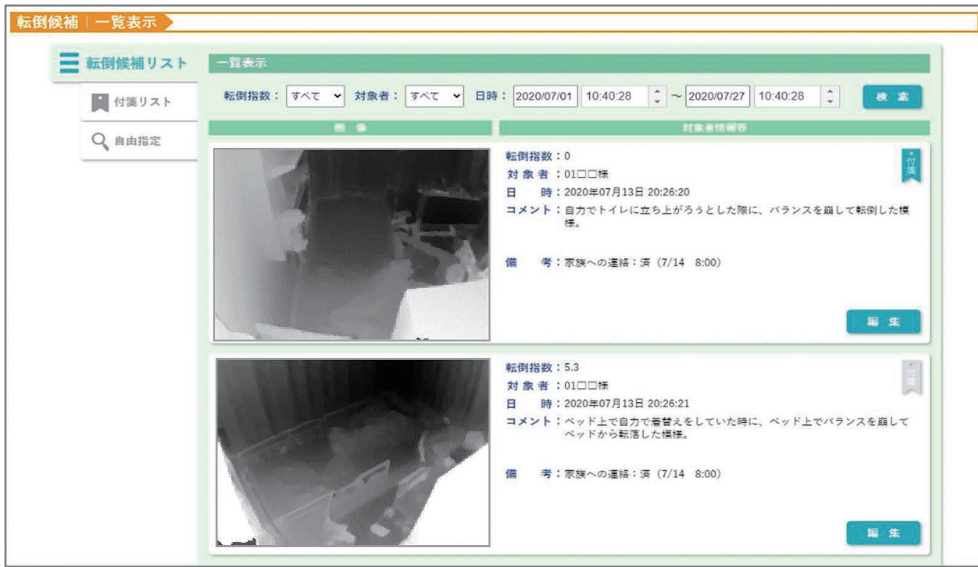 転倒候補｜一覧表示
転倒候補リスト
付箋リスト
自由指定
一覧表示
転倒指数： すべて 対象者： すべて 日時： 2020/07/01 10:40:28 ～ 2020/07/27 10:40:28 検 索
画 像 対象者情報等
転倒指数：0
付箋
対 象 者 ：01□□様
日 時：2020年07月13日 20:26:20
コメント：自力でトイレに立ち上がろうとした際に、バランスを崩して転倒した模
様。
備 考：家族への連絡：済（7/14 8:00）
編 集
転倒指数：5.3
付箋
対 象 者 ：01□□様
日 時：2020年07月13日 20:26:21
コメント：ベッド上で自力で着替えをしていた時に、ベッド上でバランスを崩して
ベッドから転落した模様。
備 考：家族への連絡：済（7/14 8:00）
編 集